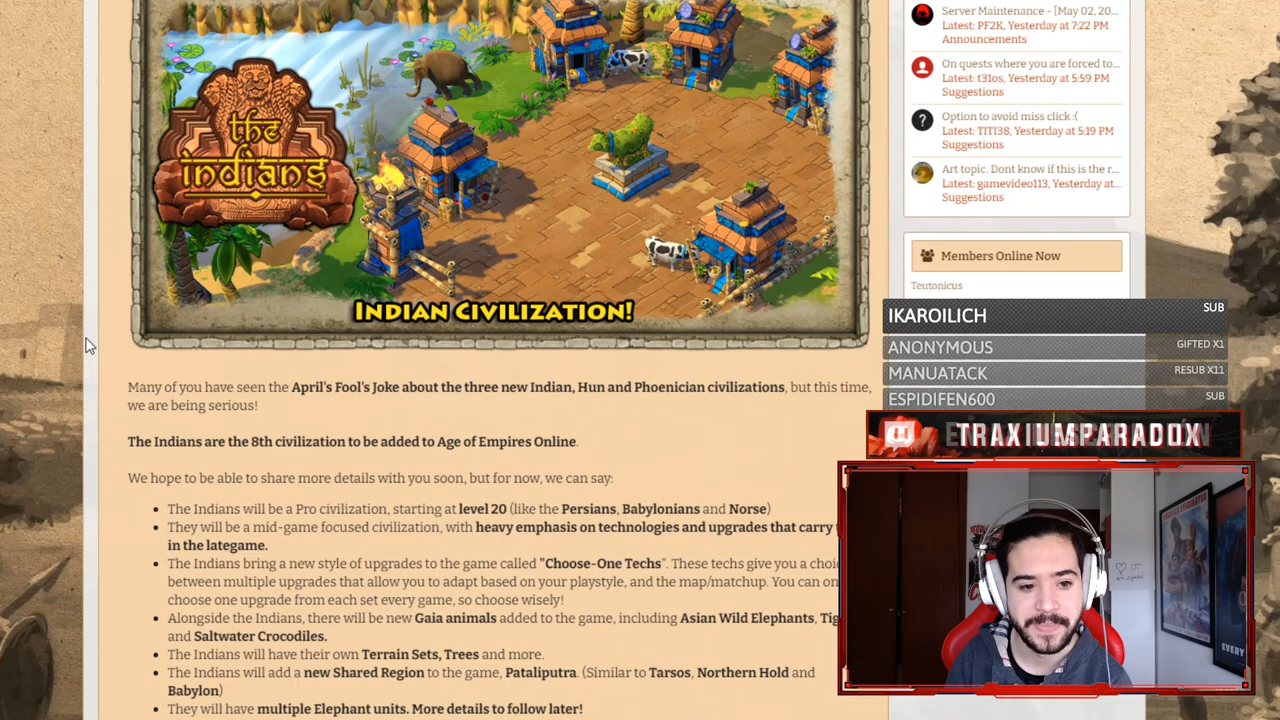 the
indians
INDIAN CIVILIZATION!
Many of you have seen the April's Fool's Joke about the three new Indian, Hun and Phoenician civilizations, but this time,
we are being serious!
The Indians are the 8th civilization to be added to Age of Empires Online.
We hope to be able to share more details with you soon, but for now, we can say:
• The Indians will be a Pro civilization, starting at level 20 (like the Persians, Babylonians and Norse)
• They will be a mid-game focused civilization, with heavy emphasis on technologies and upgrades that carry
in the lategame.
• The Indians bring a new style of upgrades to the game called "Choose-One Techs". These techs give you a
between multiple upgrades that allow you to adapt based on your playstyle, and the map/matchup. You can
choose one upgrade from each set every game, so choose wisely!
• Alongside the Indians, there will be new Gaia animals added to the game, including Asian Wild Elephants,
and Saltwater Crocodiles.
• The Indians will have their own Terrain Sets, Trees and more.
• The Indians will add a new Shared Region to the game, Pataliputra. (Similar to Tarsos, Northern Hold and
Babylon)
• They will have multiple Elephant units. More details to follow later!
Server Maintenance - [May 02, 20...
Latest: PF2K, Yesterday at 7:22 PM
Announcements
On quests where you are forced to...
Latest: t31os, Yesterday at 5:59 PM
Suggestions
?
Option to avoid miss click :(
Latest: TITI38, Yesterday at 5:19 PM
Suggestions
Art topic. Dont know if this is the r...
Latest: gamevideo113, Yesterday at...
Suggestions
Members Online Now
Teutonicus
IKAROILICH SUB
ANONYMOUS GIFTED X1
MANUATACK RESUB X11
ESPIDIFEN600 SUB
TRAXIUMPARADOX
EVERY